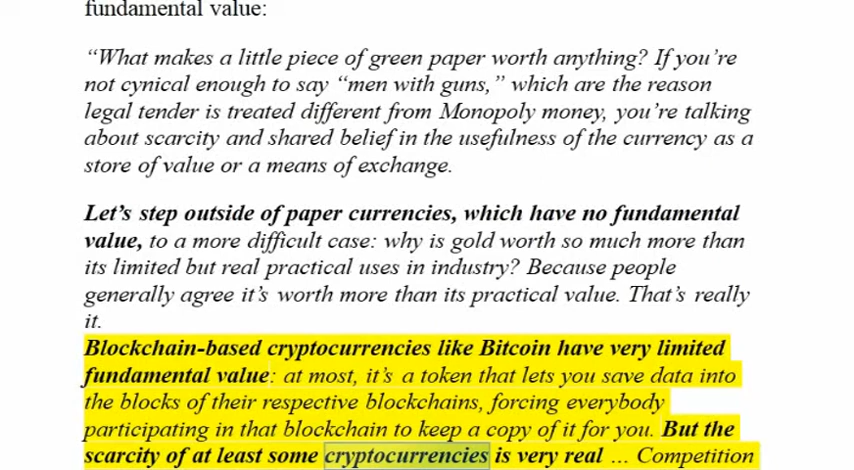 fundamental value:
“What makes a little piece of green paper worth anything? If you’re
not cynical enough to say “men with guns,” which are the reason
legal tender is treated different from Monopoly money, you’re talking
about scarcity and shared belief in the usefulness of the currency as a
store of value or a means of exchange.
Let’s step outside of paper currencies, which have no fundamental
value, to a more difficult case: why is gold worth so much more than
its limited but real practical uses in industry? Because people
generally agree it’s worth more than its practical value. That’s really
it.
Blockchain-based cryptocurrencies like Bitcoin have very limited
fundamental value: at most, it’s a token that lets you save data into
the blocks of their respective blockchains, forcing everybody
participating in that blockchain to keep a copy of it for you. But the
scarcity of at least some cryptocurrencies is very real … Competition